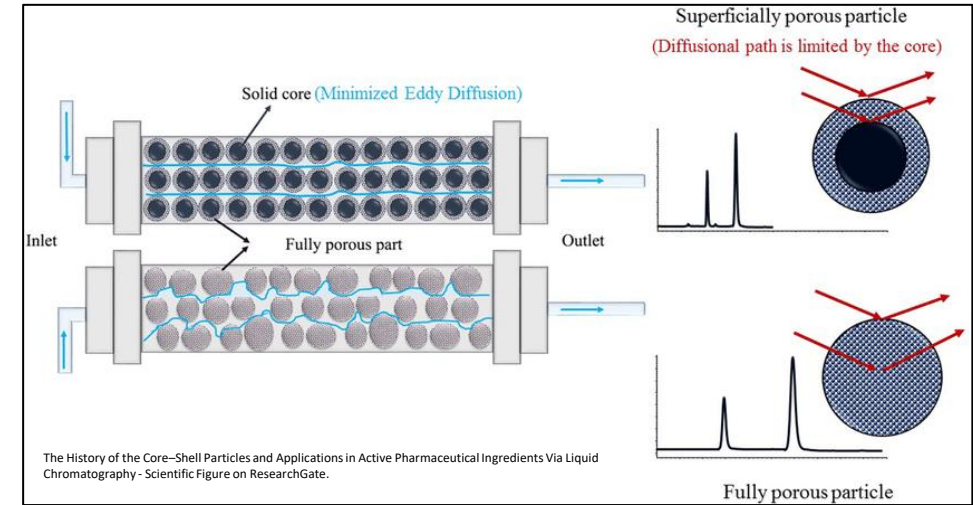 Superficially porous particle
(Diffusional path is limited by the core)
Solid core (Minimized Eddy Diffusion)
Inlet
Fully porous part
Outlet
The History of the Core–Shell Particles and Applications in Active Pharmaceutical Ingredients Via Liquid
Chromatography - Scientific Figure on ResearchGate.
Fully porous particle